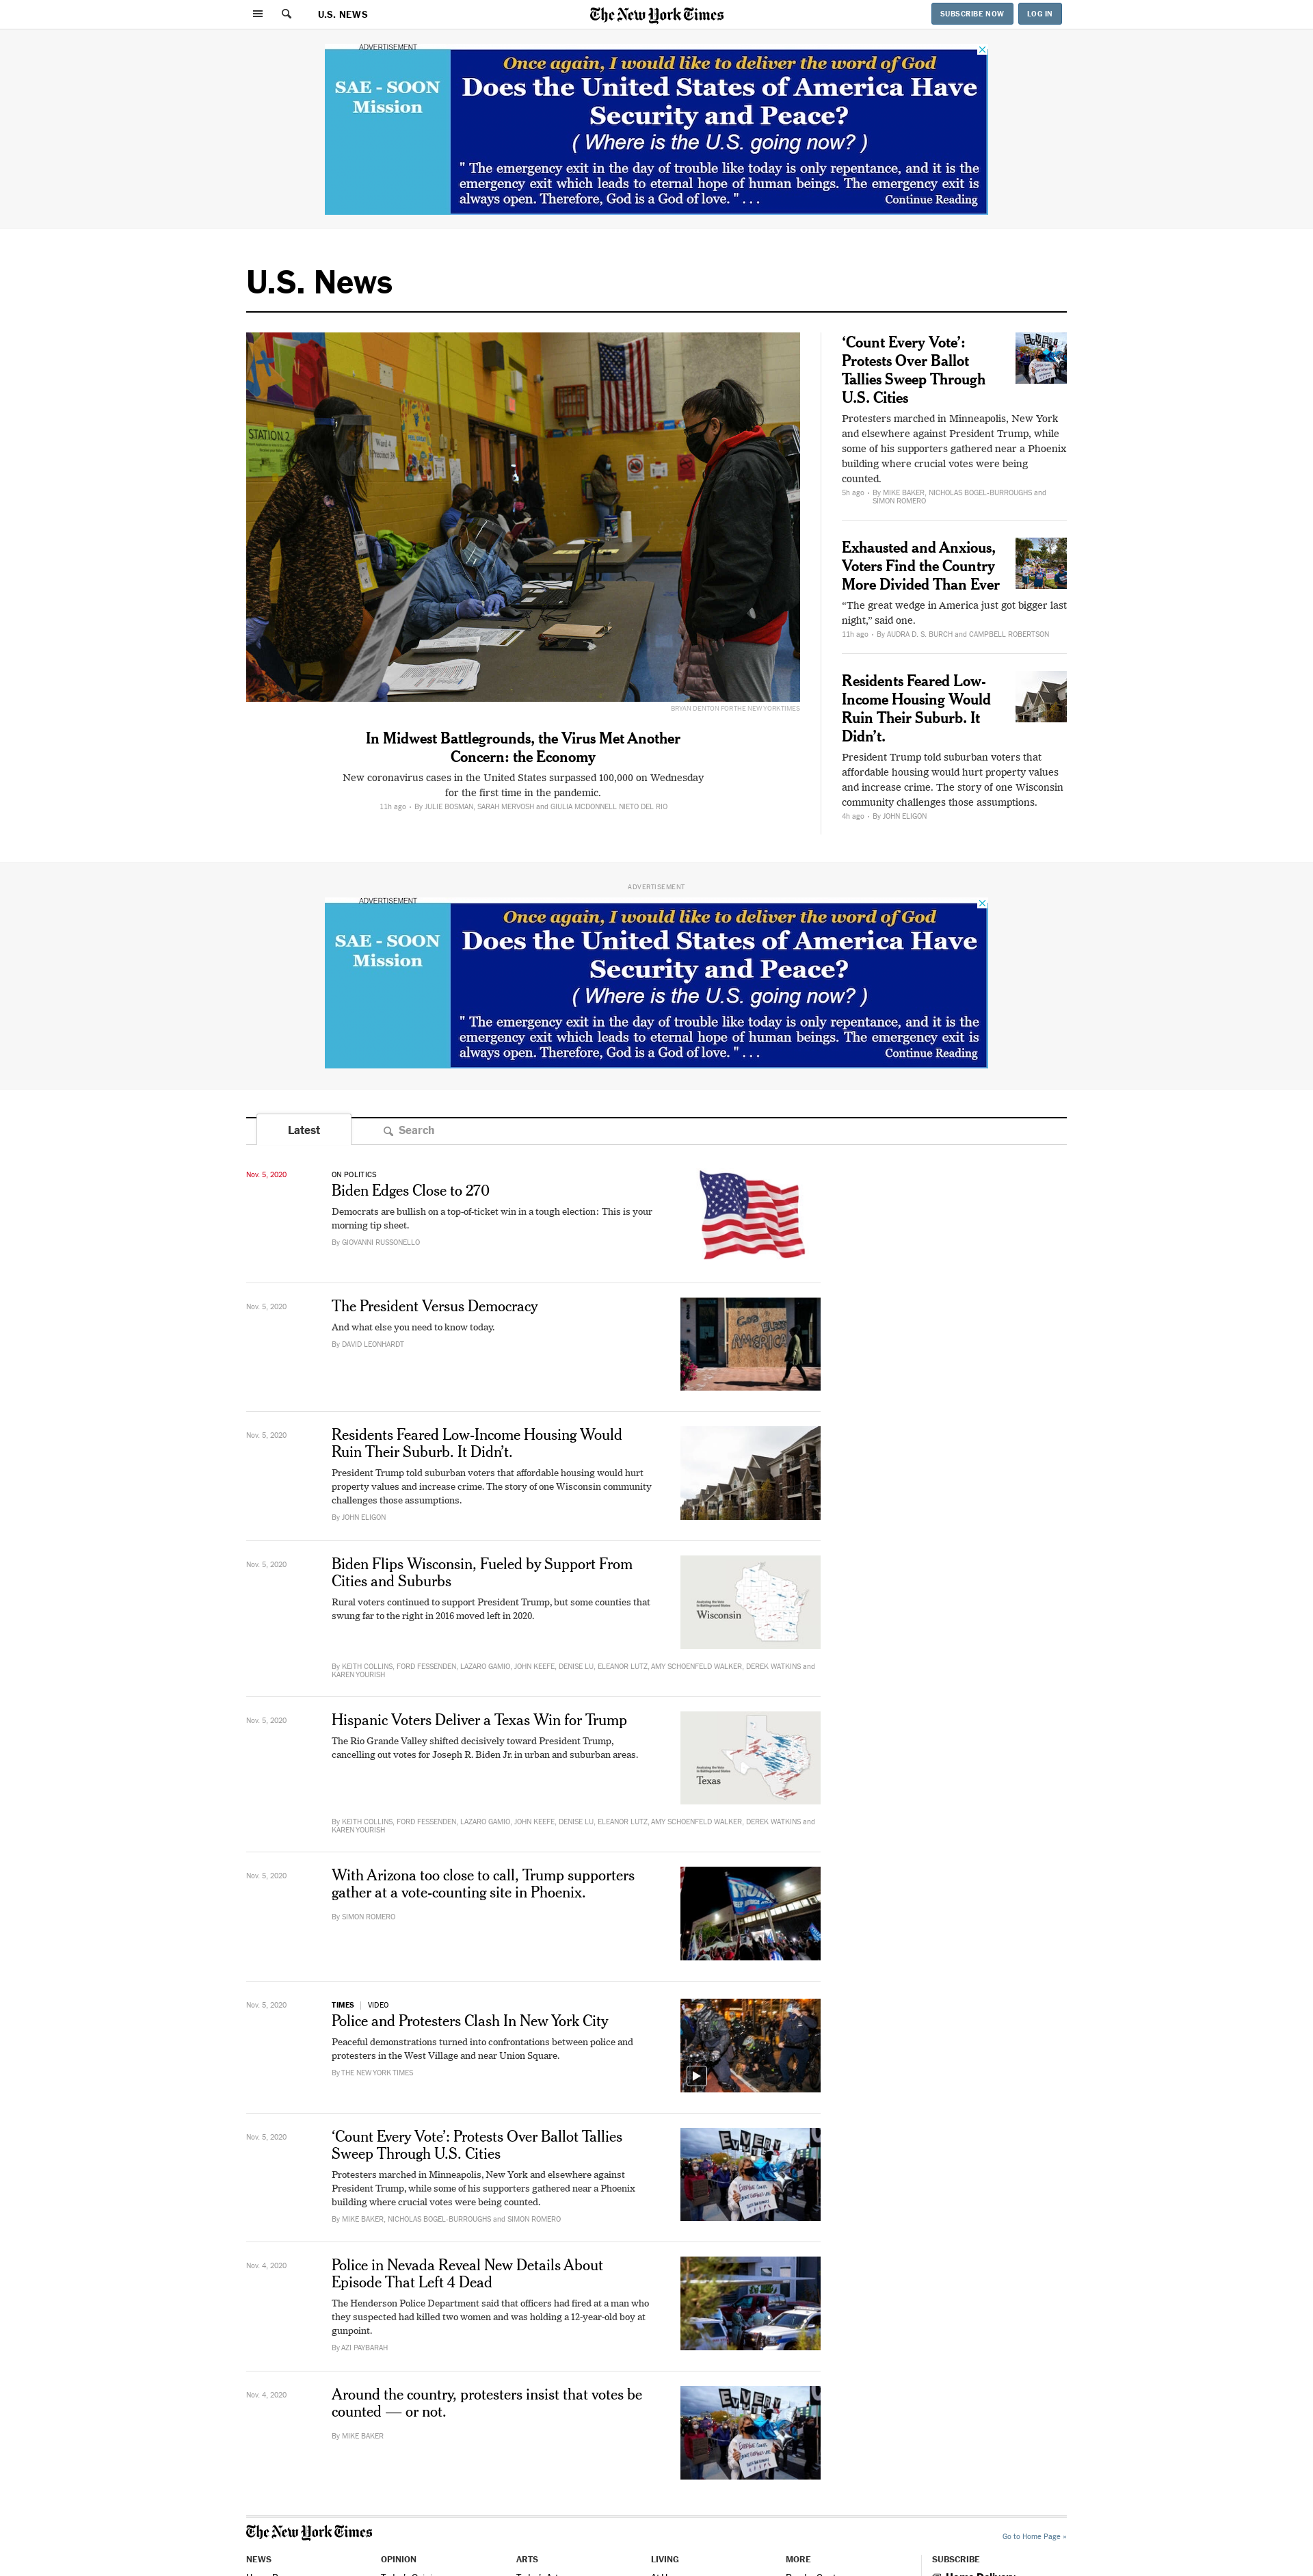 U.S. NEWS
The New York Times
SUBSCRIBE NOW
LOG IN
ADVERTISEMENT
SAE - SOON
Mission
Once again, I would like to deliver the word of God
Does the United States of America Have
Security and Peace?
( Where is the U.S. going now? )
" The emergency exit in the day of trouble like today is only repentance, and it is the
emergency exit which leads to eternal hope of human beings. The emergency exit is
always open. Therefore, God is a God of love. " . . .
Continue Reading
U.S. News
STATION 2
Ward 4
BRYAN DENTON FOR THE NEW YORK TIMES
In Midwest Battlegrounds, the Virus Met Another
Concern: the Economy
New coronavirus cases in the United States surpassed 100,000 on Wednesday
for the first time in the pandemic.
11h ago • By JULIE BOSMAN, SARAH MERVOSH and GIULIA MCDONNELL NIETO DEL RIO
‘Count Every Vote’:
Protests Over Ballot
Tallies Sweep Through
U.S. Cities
Protesters marched in Minneapolis, New York
and elsewhere against President Trump, while
some of his supporters gathered near a Phoenix
building where crucial votes were being
counted.
5h ago • By MIKE BAKER, NICHOLAS BOGEL-BURROUGHS and
SIMON ROMERO
Exhausted and Anxious,
Voters Find the Country
More Divided Than Ever
“The great wedge in America just got bigger last
night,” said one.
11h ago • By AUDRA D. S. BURCH and CAMPBELL ROBERTSON
Residents Feared Low-
Income Housing Would
Ruin Their Suburb. It
Didn’t.
President Trump told suburban voters that
affordable housing would hurt property values
and increase crime. The story of one Wisconsin
community challenges those assumptions.
4h ago • By JOHN ELIGON
ADVERTISEMENT
ADVERTISEMENT
SAE - SOON
Mission
Once again, I would like to deliver the word of God
Does the United States of America Have
Security and Peace?
( Where is the U.S. going now? )
" The emergency exit in the day of trouble like today is only repentance, and it is the
emergency exit which leads to eternal hope of human beings. The emergency exit is
always open. Therefore, God is a God of love. " . . .
Continue Reading
Latest
Search
Nov. 5, 2020
ON POLITICS
Biden Edges Close to 270
Democrats are bullish on a top-of-ticket win in a tough election: This is your
morning tip sheet.
By GIOVANNI RUSSONELLO
Nov. 5, 2020
The President Versus Democracy
And what else you need to know today.
By DAVID LEONHARDT
GOD BLESS
AMERICA
Nov. 5, 2020
Residents Feared Low-Income Housing Would
Ruin Their Suburb. It Didn’t.
President Trump told suburban voters that affordable housing would hurt
property values and increase crime. The story of one Wisconsin community
challenges those assumptions.
By JOHN ELIGON
Nov. 5, 2020
Biden Flips Wisconsin, Fueled by Support From
Cities and Suburbs
Rural voters continued to support President Trump, but some counties that
swung far to the right in 2016 moved left in 2020.
Analyzing the Vote
in Battleground States
Wisconsin
By KEITH COLLINS, FORD FESSENDEN, LAZARO GAMIO, JOHN KEEFE, DENISE LU, ELEANOR LUTZ, AMY SCHOENFELD WALKER, DEREK WATKINS and
KAREN YOURISH
Nov. 5, 2020
Hispanic Voters Deliver a Texas Win for Trump
The Rio Grande Valley shifted decisively toward President Trump,
cancelling out votes for Joseph R. Biden Jr. in urban and suburban areas.
Analyzing the Vote
in Battleground States
Texas
By KEITH COLLINS, FORD FESSENDEN, LAZARO GAMIO, JOHN KEEFE, DENISE LU, ELEANOR LUTZ, AMY SCHOENFELD WALKER, DEREK WATKINS and
KAREN YOURISH
Nov. 5, 2020
With Arizona too close to call, Trump supporters
gather at a vote-counting site in Phoenix.
By SIMON ROMERO
TRUMP
Nov. 5, 2020
TIMES | VIDEO
Police and Protesters Clash In New York City
Peaceful demonstrations turned into confrontations between police and
protesters in the West Village and near Union Square.
By THE NEW YORK TIMES
Nov. 5, 2020
‘Count Every Vote’: Protests Over Ballot Tallies
Sweep Through U.S. Cities
Protesters marched in Minneapolis, New York and elsewhere against
President Trump, while some of his supporters gathered near a Phoenix
building where crucial votes were being counted.
By MIKE BAKER, NICHOLAS BOGEL-BURROUGHS and SIMON ROMERO
EVERY
Nov. 4, 2020
Police in Nevada Reveal New Details About
Episode That Left 4 Dead
The Henderson Police Department said that officers had fired at a man who
they suspected had killed two women and was holding a 12-year-old boy at
gunpoint.
By AZI PAYBARAH
Nov. 4, 2020
Around the country, protesters insist that votes be
counted — or not.
By MIKE BAKER
EVERY
The New York Times
Go to Home Page »
NEWS
OPINION
ARTS
LIVING
MORE
SUBSCRIBE